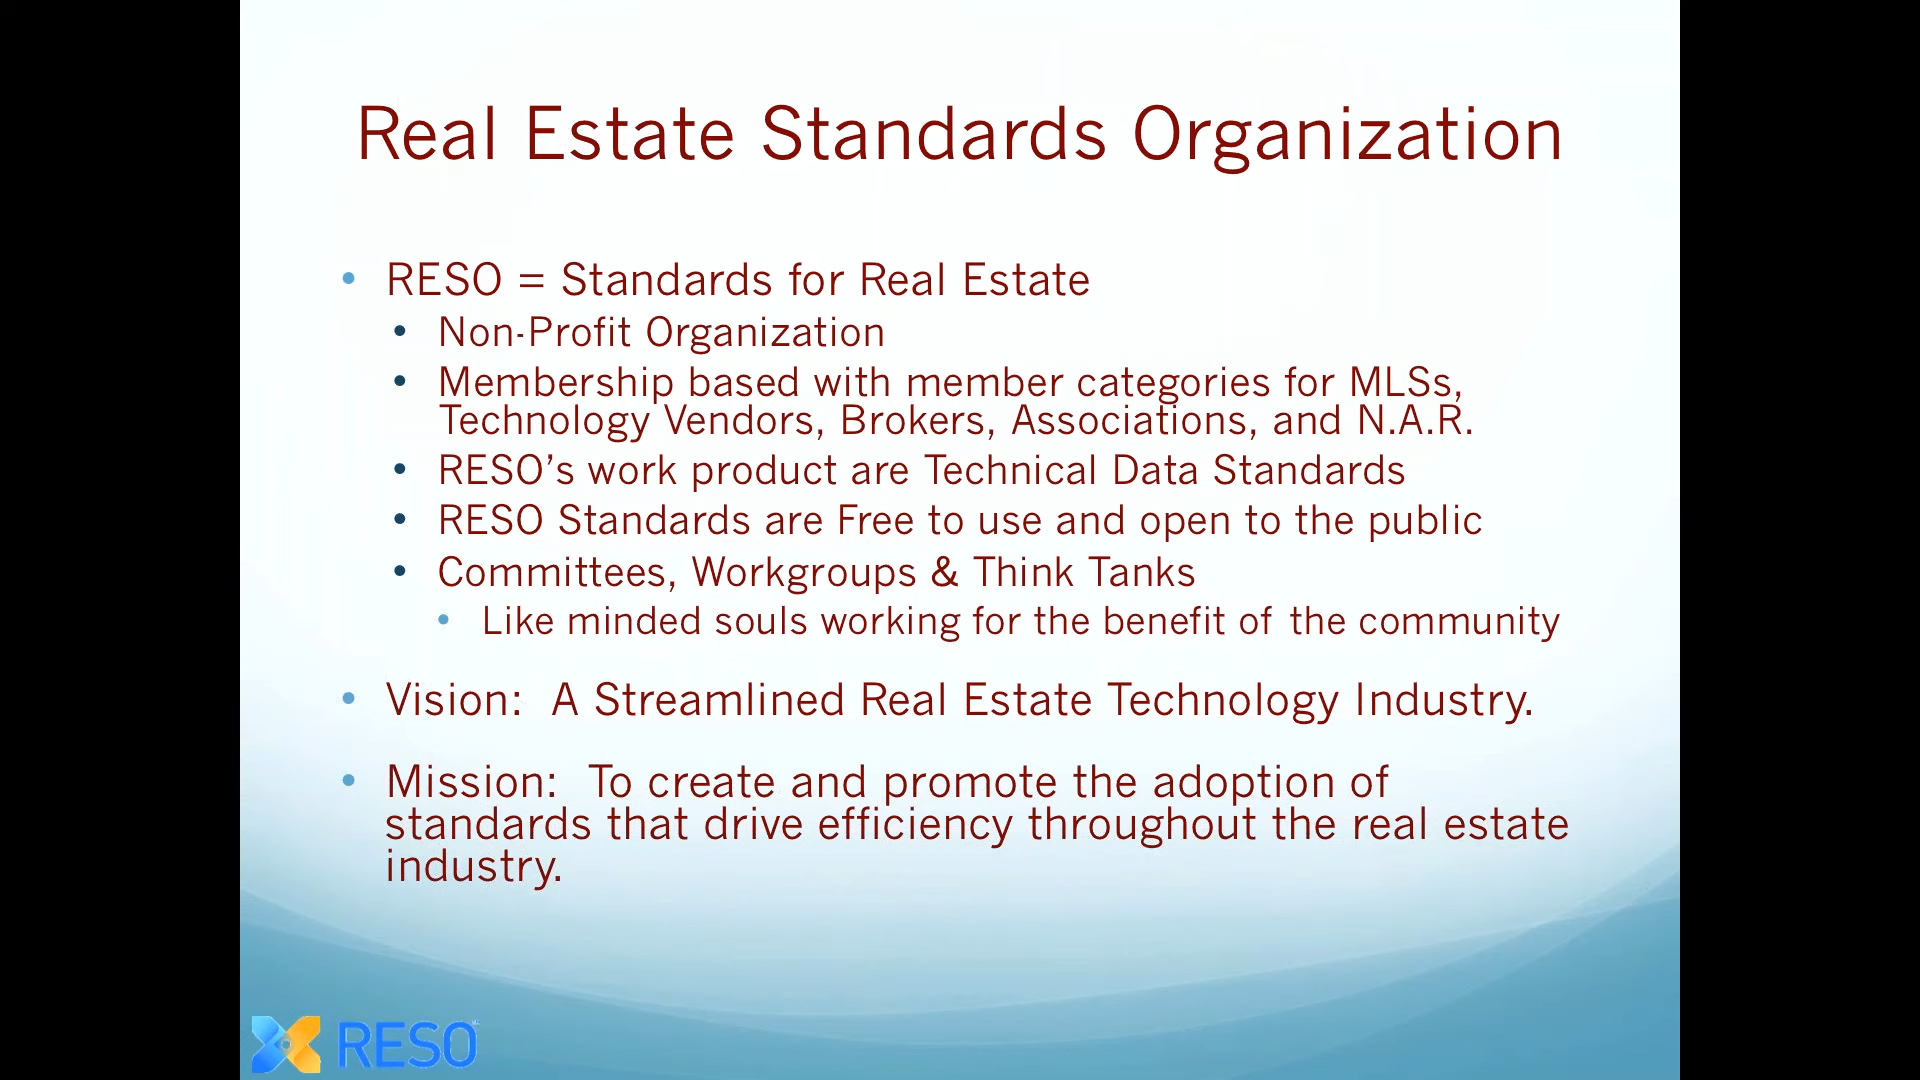 Real Estate Standards Organization
• RESO = Standards for Real Estate
• Non-Profit Organization
• Membership based with member categories for MLSs,
Technology Vendors, Brokers, Associations, and N.A.R.
• RESO’s work product are Technical Data Standards
• RESO Standards are Free to use and open to the public
• Committees, Workgroups & Think Tanks
• Like minded souls working for the benefit of the community
• Vision: A Streamlined Real Estate Technology Industry.
• Mission: To create and promote the adoption of
standards that drive efficiency throughout the real estate
industry.
RESO